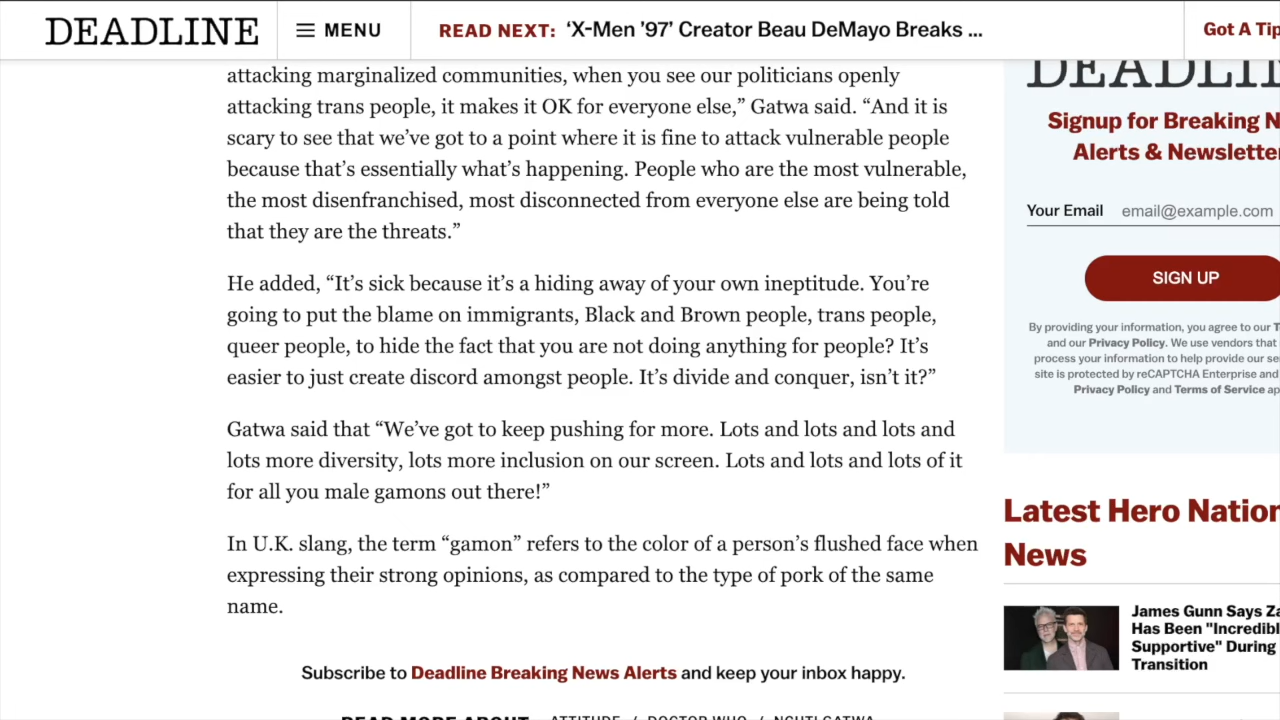 DEADLINE
MENU
READ NEXT: ‘X-Men ’97’ Creator Beau DeMayo Breaks ...
Got A Tip
attacking marginalized communities, when you see our politicians openly
attacking trans people, it makes it OK for everyone else,” Gatwa said. “And it is
scary to see that we’ve got to a point where it is fine to attack vulnerable people
because that’s essentially what’s happening. People who are the most vulnerable,
the most disenfranchised, most disconnected from everyone else are being told
that they are the threats.”
He added, “It’s sick because it’s a hiding away of your own ineptitude. You’re
going to put the blame on immigrants, Black and Brown people, trans people,
queer people, to hide the fact that you are not doing anything for people? It’s
easier to just create discord amongst people. It’s divide and conquer, isn’t it?”
Gatwa said that “We’ve got to keep pushing for more. Lots and lots and lots and
lots more diversity, lots more inclusion on our screen. Lots and lots and lots of it
for all you male gamons out there!”
In U.K. slang, the term “gamon” refers to the color of a person’s flushed face when
expressing their strong opinions, as compared to the type of pork of the same
name.
Subscribe to Deadline Breaking News Alerts and keep your inbox happy.
READ MORE ABOUT ATTITUDE / DOCTOR WHO / NCUTI GATWA
DEADLIN
Signup for Breaking N
Alerts & Newsletter
Your Email email@example.com
SIGN UP
By providing your information, you agree to our T
and our Privacy Policy. We use vendors that
process your information to help provide our se
site is protected by reCAPTCHA Enterprise and
Privacy Policy and Terms of Service ap
Latest Hero Nation
News
James Gunn Says Za
Has Been "Incredibl
Supportive" During
Transition